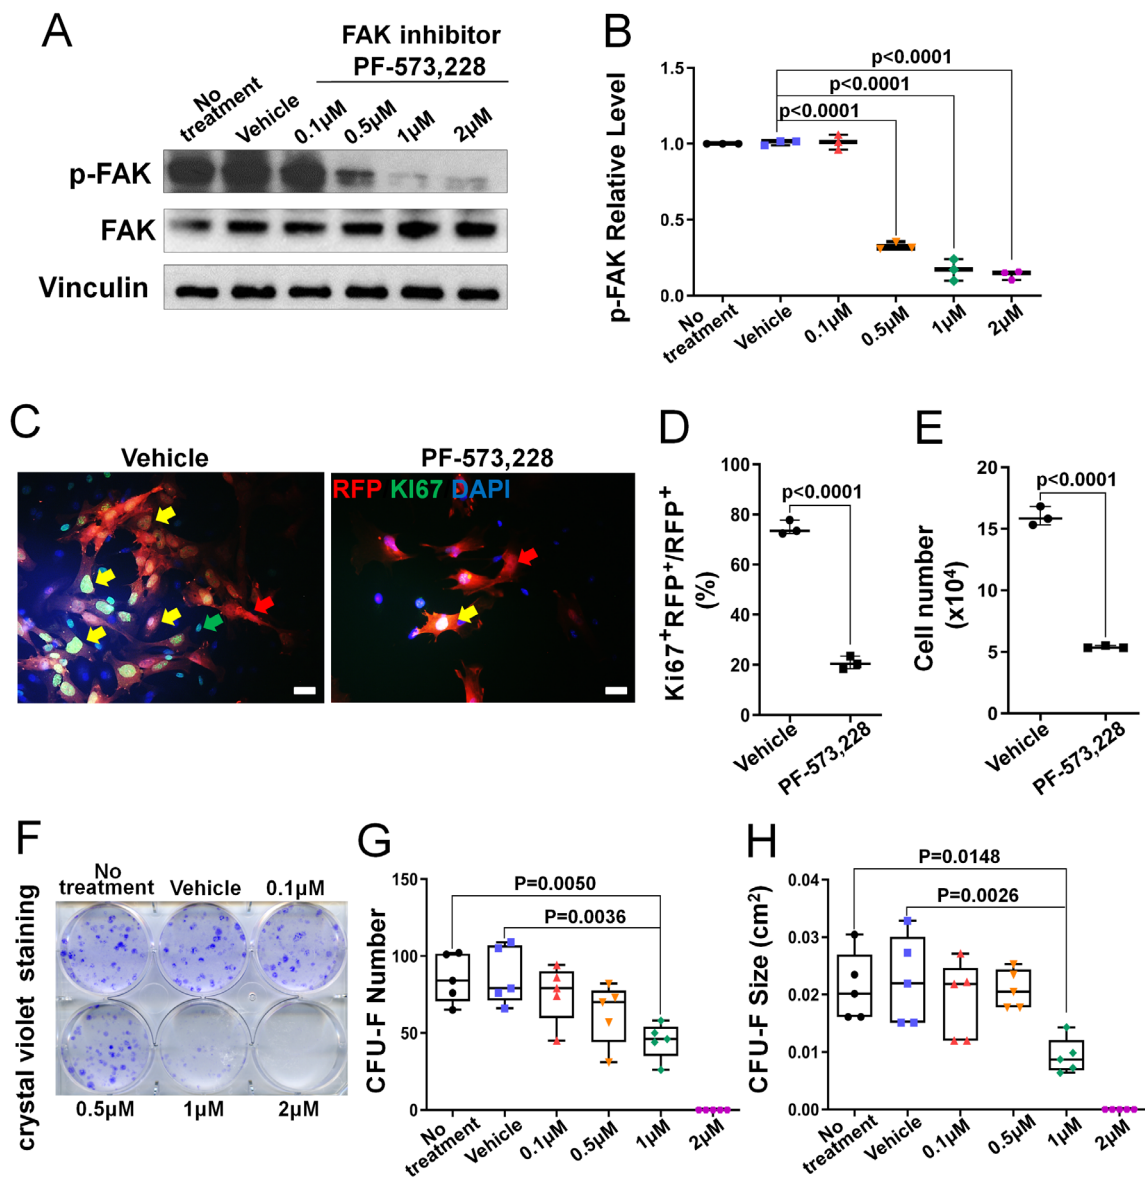 A
FAK inhibitor
PF-573,228
No
treatment
Vehicle
0.1µM
0.5µM
1µM
2µM
p-FAK
FAK
Vinculin
B
p-FAK Relative Level
1.5
1.0
0.5
0.0
p<0.0001
p<0.0001
p<0.0001
No
treatment
Vehicle
0.1µM
0.5µM
1µM
2µM
C
Vehicle
PF-573,228
RFP KI67 DAPI
D
Ki67+RFP+/RFP+
(%)
100
80
60
40
20
0
p<0.0001
Vehicle
PF-573,228
E
Cell number
(x10⁴)
20
15
10
5
0
p<0.0001
Vehicle
PF-573,228
F
crystal violet staining
No
treatment
Vehicle
0.1µM
0.5µM
1µM
2µM
G
CFU-F Number
150
100
50
0
P=0.0050
P=0.0036
No
treatment
Vehicle
0.1µM
0.5µM
1µM
2µM
H
CFU-F Size (cm²)
0.04
0.03
0.02
0.01
0.00
P=0.0148
P=0.0026
No
treatment
Vehicle
0.1µM
0.5µM
1µM
2µM